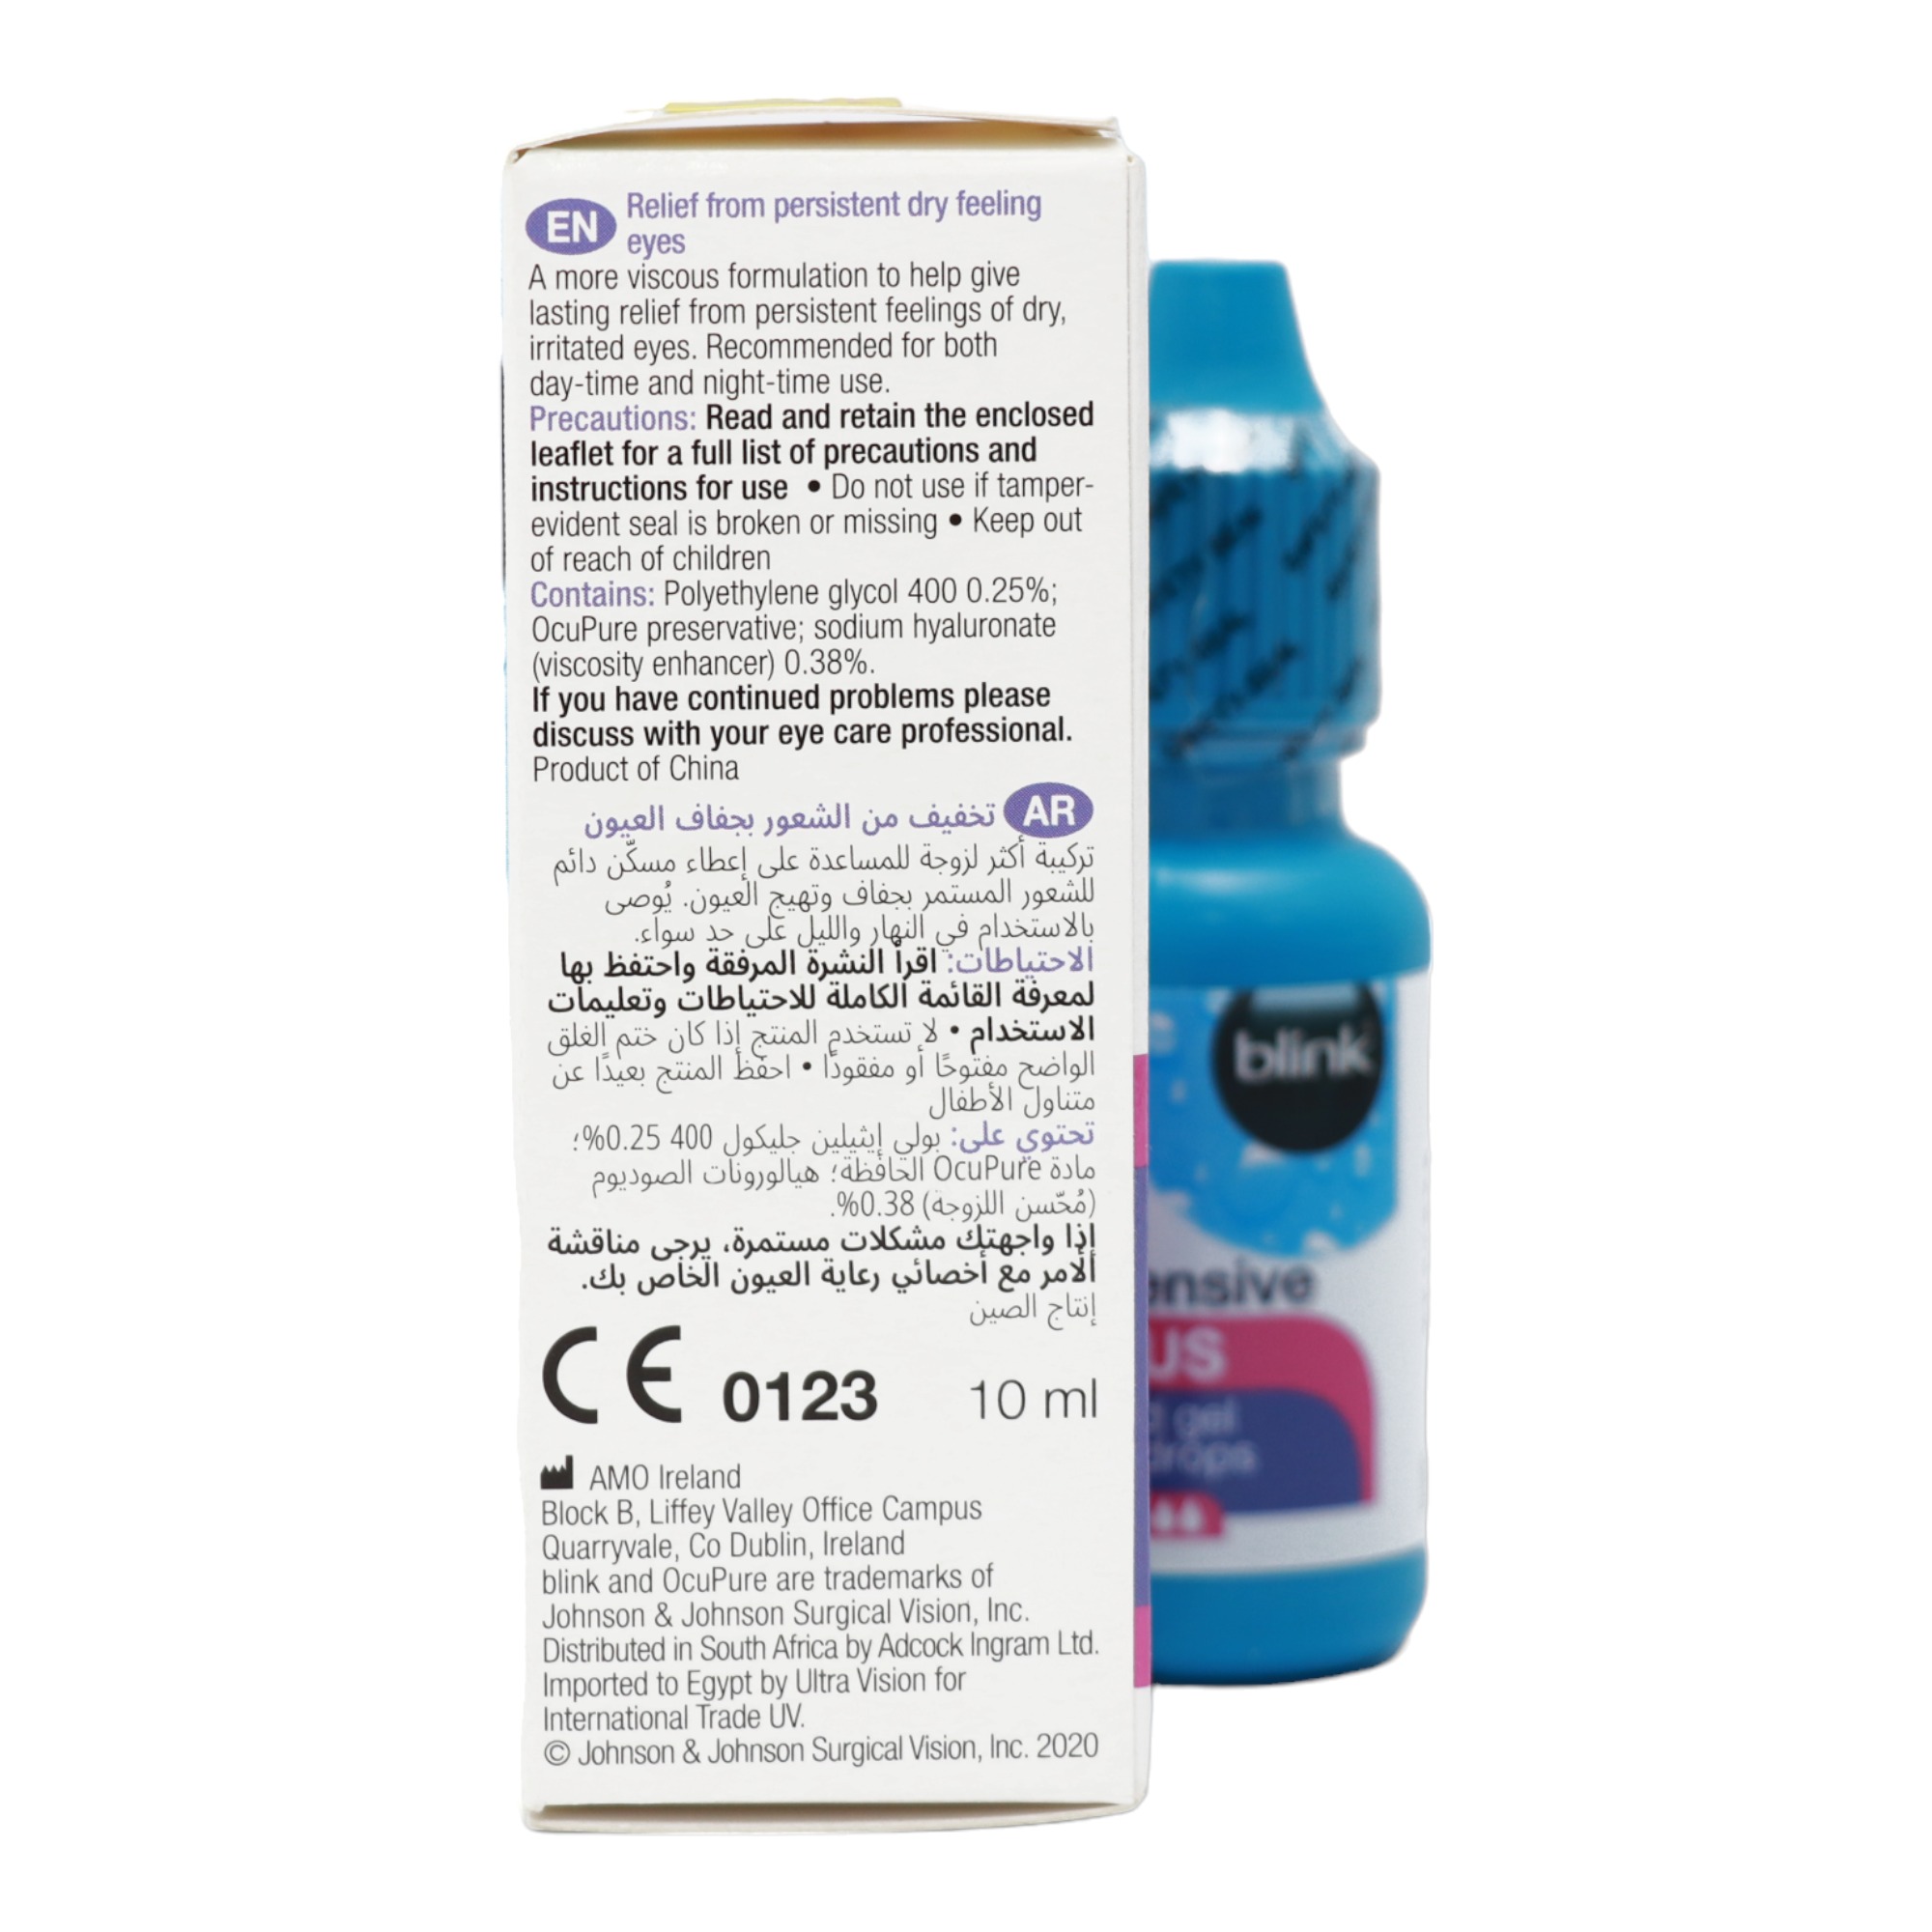 EN Relief from persistent dry feeling
eyes
A more viscous formulation to help give
lasting relief from persistent feelings of dry,
irritated eyes. Recommended for both
day-time and night-time use.
Precautions: Read and retain the enclosed
leaflet for a full list of precautions and
instructions for use • Do not use if tamper-
evident seal is broken or missing • Keep out
of reach of children
Contains: Polyethylene glycol 400 0.25%;
OcuPure preservative; sodium hyaluronate
(viscosity enhancer) 0.38%.
If you have continued problems please
discuss with your eye care professional.
Product of China
AR تخفيف من الشعور بجفاف العيون
تركيبة أكثر لزوجة للمساعدة على إعطاء مسكّن دائم
للشعور المستمر بجفاف وتهيج العيون. يُوصى
بالاستخدام في النهار والليل على حد سواء.
الاحتياطات: اقرأ النشرة المرفقة واحتفظ بها
لمعرفة القائمة الكاملة للاحتياطات وتعليمات
الاستخدام • لا تستخدم المنتج إذا كان ختم الغلق
الواضح مفتوحًا أو مفقودًا • احفظ المنتج بعيدًا عن
متناول الأطفال
تحتوي على: بولي إيثيلين جليكول 400 0.25%؛
مادة OcuPure الحافظة؛ هيالورونات الصوديوم
(مُحّسن اللزوجة) 0.38%.
إذا واجهتك مشكلات مستمرة، يرجى مناقشة
الأمر مع أخصائي رعاية العيون الخاص بك.
إنتاج الصين
CE 0123 10 ml
AMO Ireland
Block B, Liffey Valley Office Campus
Quarryvale, Co Dublin, Ireland
blink and OcuPure are trademarks of
Johnson & Johnson Surgical Vision, Inc.
Distributed in South Africa by Adcock Ingram Ltd.
Imported to Egypt by Ultra Vision for
International Trade UV.
© Johnson & Johnson Surgical Vision, Inc. 2020
blink
ensive
US
gel
drops